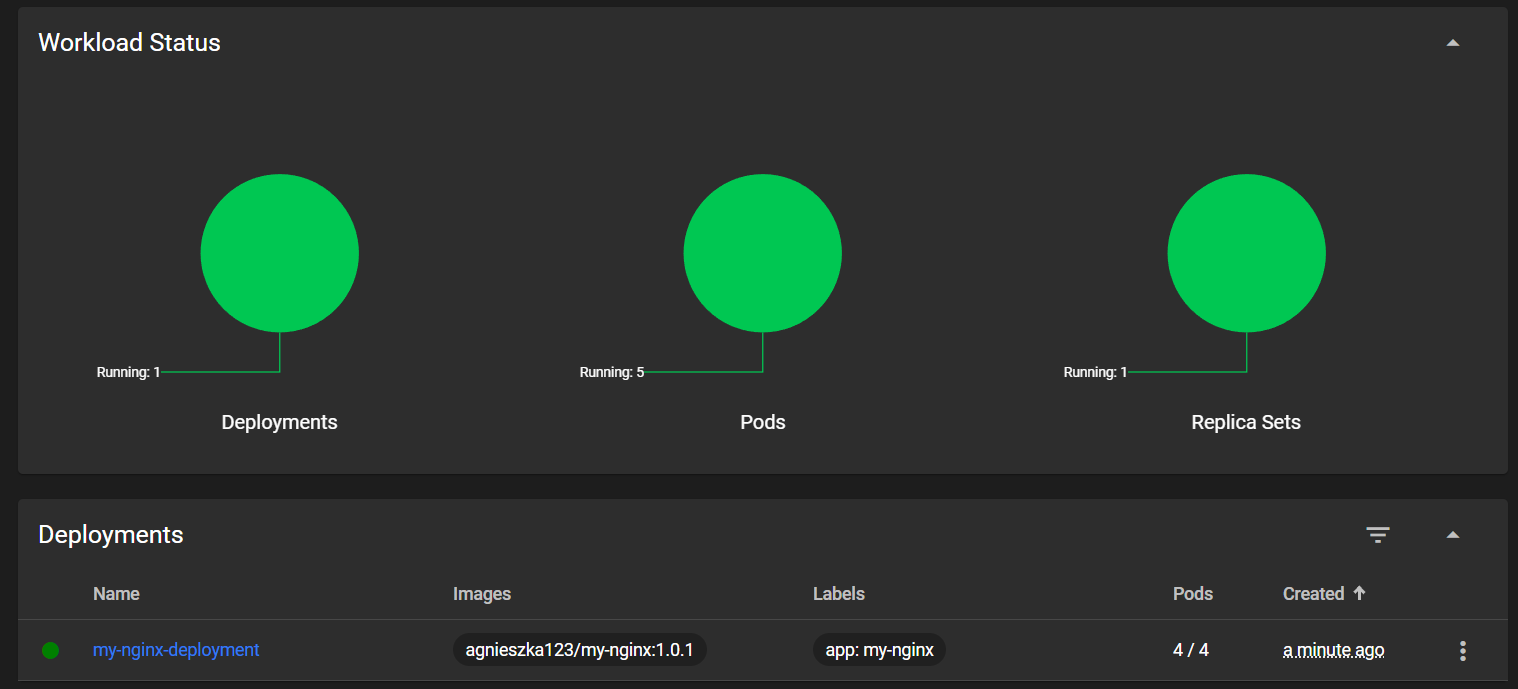 Workload Status
Running: 1
Running: 5
Running: 1
Deployments
Pods
Replica Sets
Deployments
Name Images Labels Pods Created
my-nginx-deployment agnieszka123/my-nginx:1.0.1 app: my-nginx 4 / 4 a minute ago